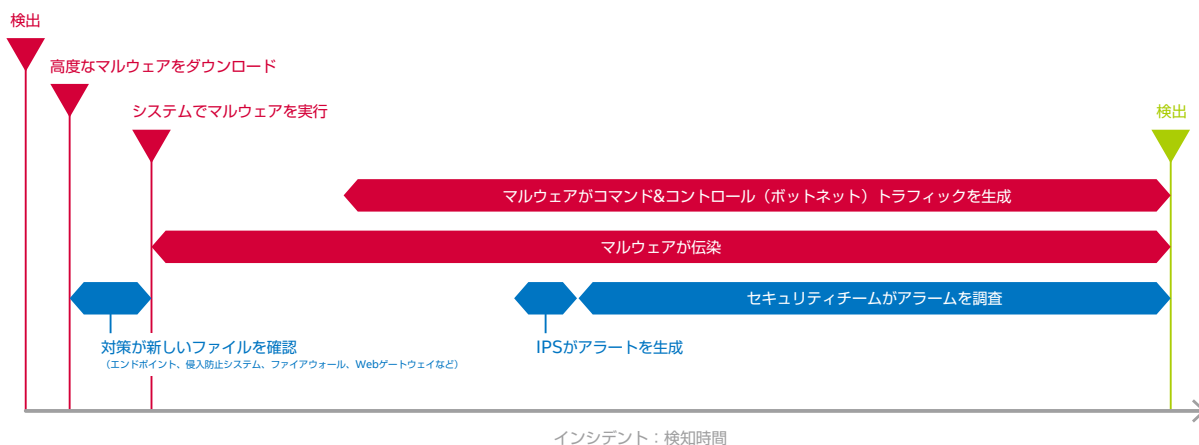 検出
高度なマルウェアをダウンロード
システムでマルウェアを実行
検出
マルウェアがコマンド&コントロール（ボットネット）トラフィックを生成
マルウェアが伝染
セキュリティチームがアラームを調査
対策が新しいファイルを確認
（エンドポイント、侵入防止システム、ファイアウォール、Webゲートウェイなど）
IPSがアラートを生成
インシデント：検知時間